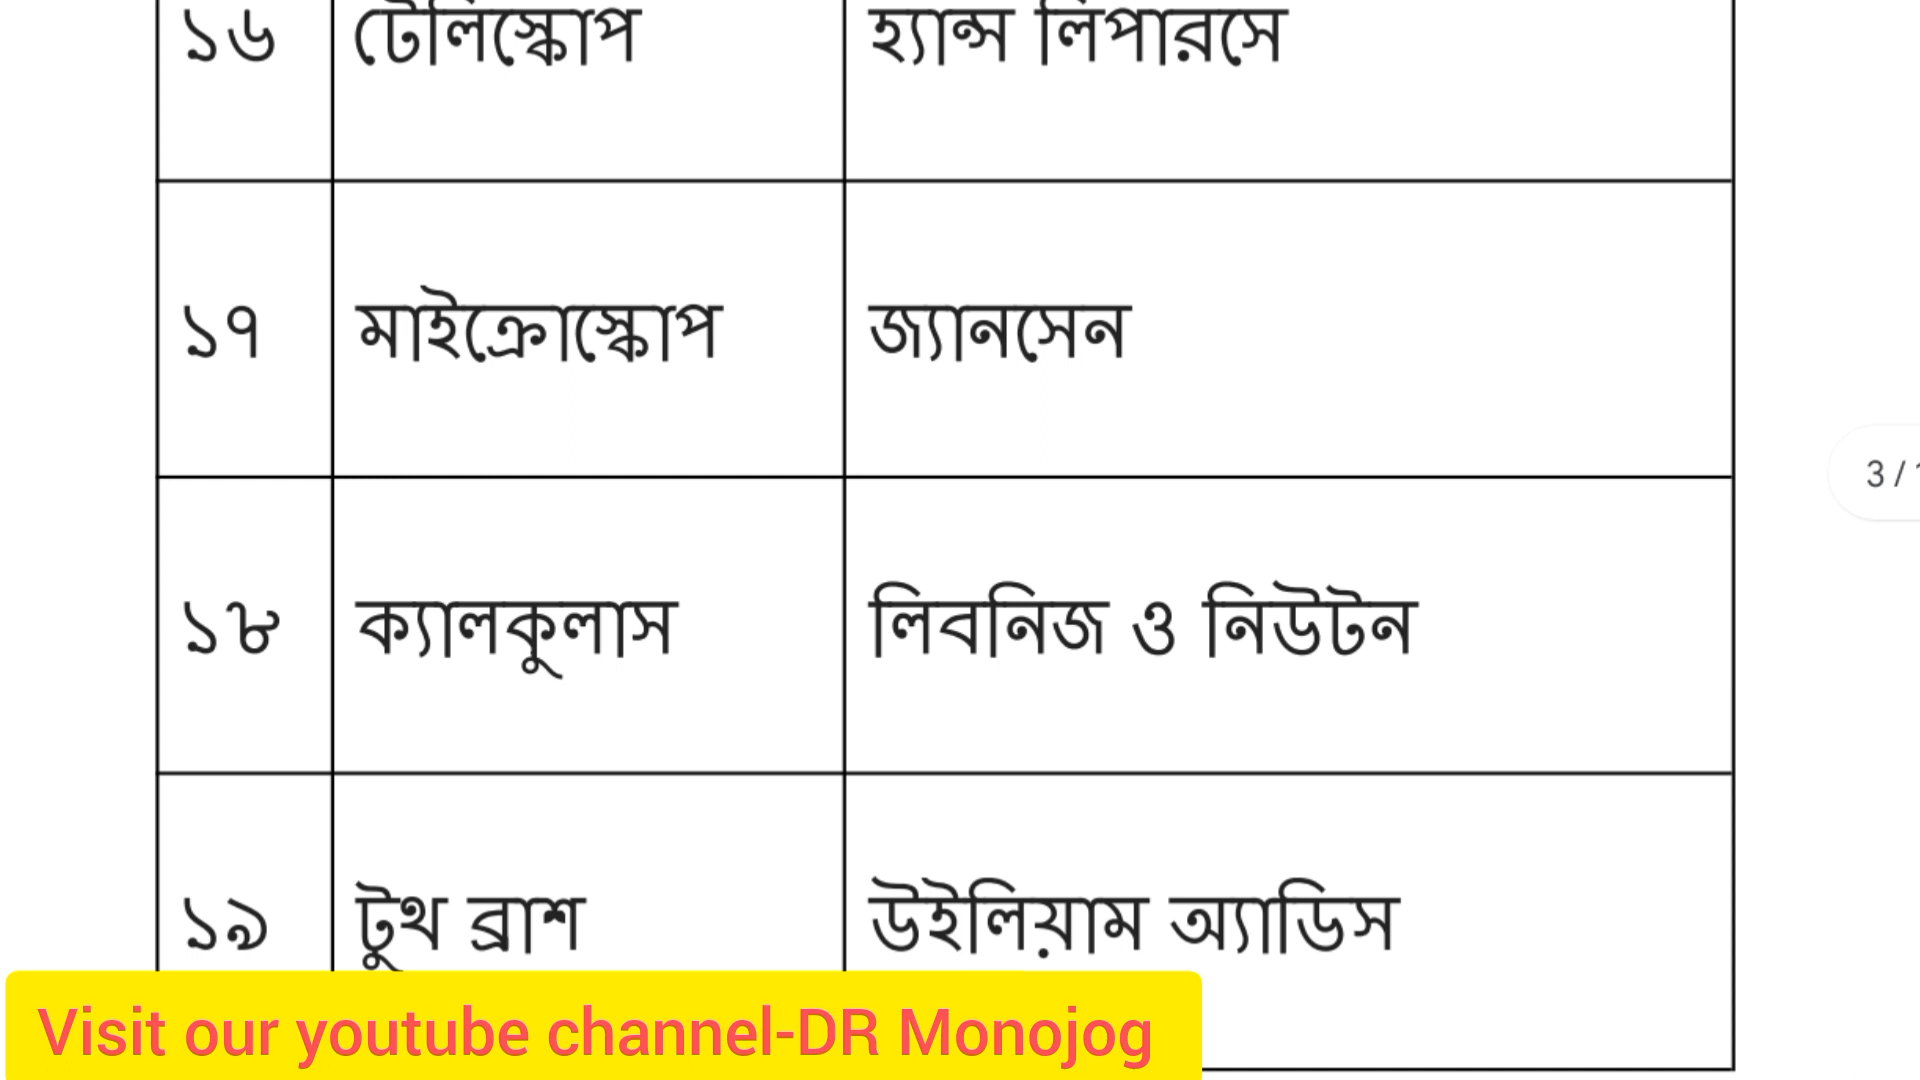 ১৬ টেলিস্কোপ হ্যান্স লিপারসে
১৭ মাইক্রোস্কোপ জ্যানসেন
3 /
১৮ ক্যালকুলাস লিবনিজ ও নিউটন
১৯ টুথ ব্রাশ উইলিয়াম অ্যাডিস
Visit our youtube channel-DR Monojog